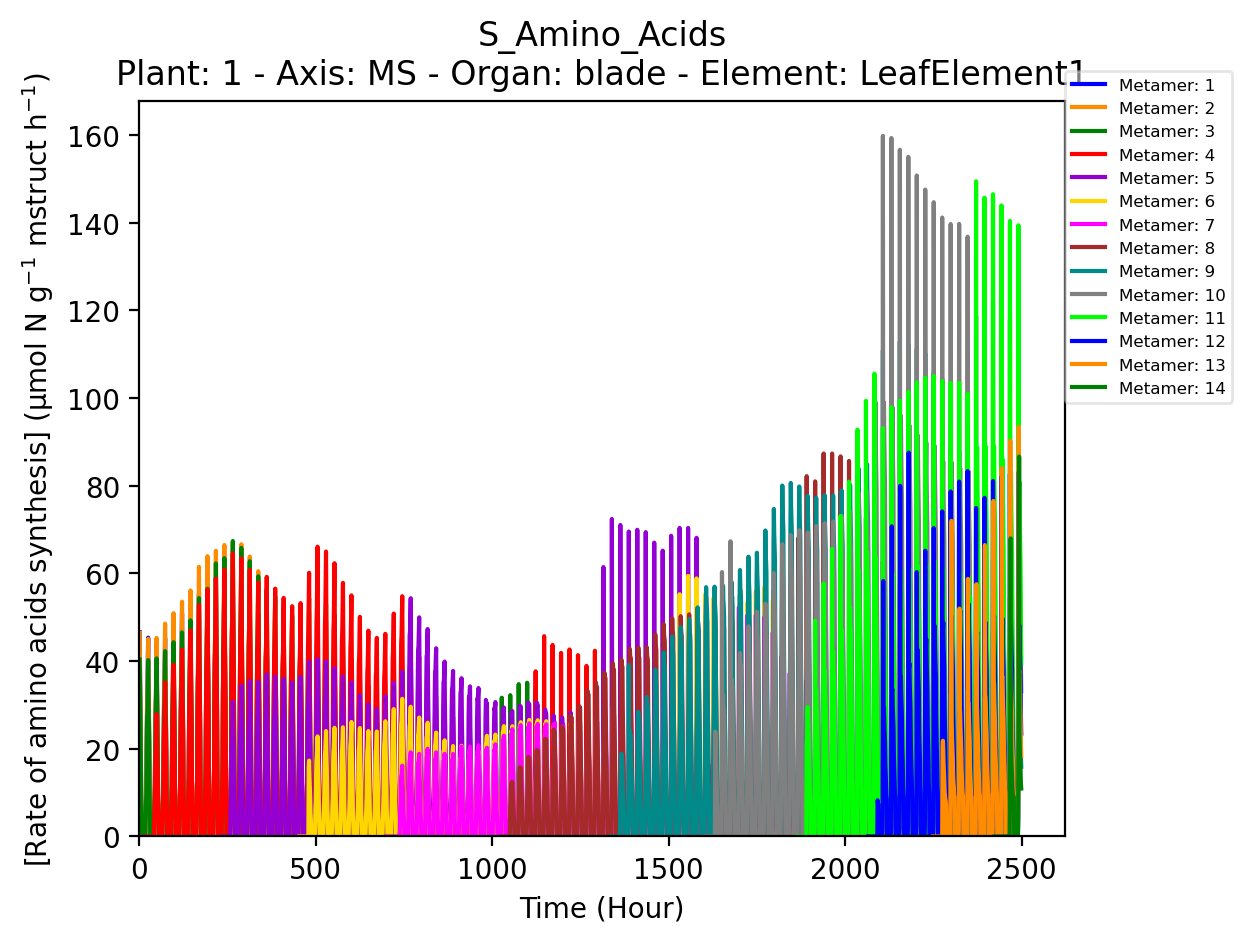 S_Amino_Acids
Plant: 1 - Axis: MS - Organ: blade - Element: LeafElement1
[Rate of amino acids synthesis] (µmol N g⁻¹ mstruct h⁻¹)
160
140
120
100
80
60
40
20
0
0 500 1000 1500 2000 2500
Time (Hour)
Metamer: 1
Metamer: 2
Metamer: 3
Metamer: 4
Metamer: 5
Metamer: 6
Metamer: 7
Metamer: 8
Metamer: 9
Metamer: 10
Metamer: 11
Metamer: 12
Metamer: 13
Metamer: 14